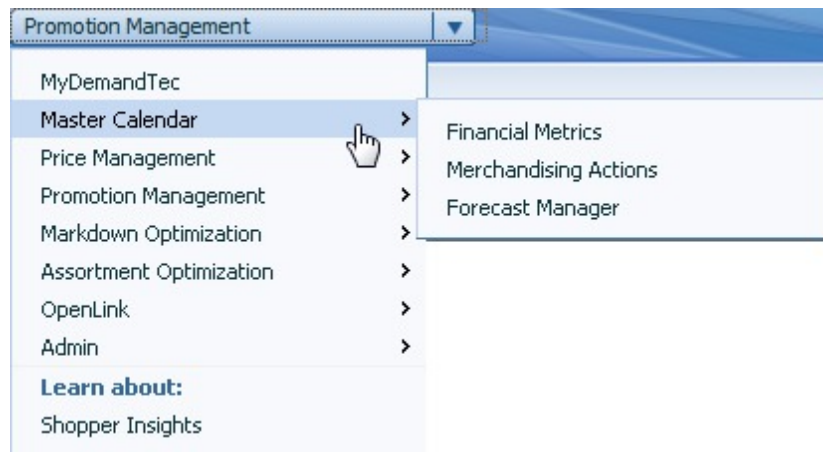 Promotion Management
MyDemandTec
Master Calendar
Price Management
Promotion Management
Markdown Optimization
Assortment Optimization
OpenLink
Admin
Learn about:
Shopper Insights
Financial Metrics
Merchandising Actions
Forecast Manager